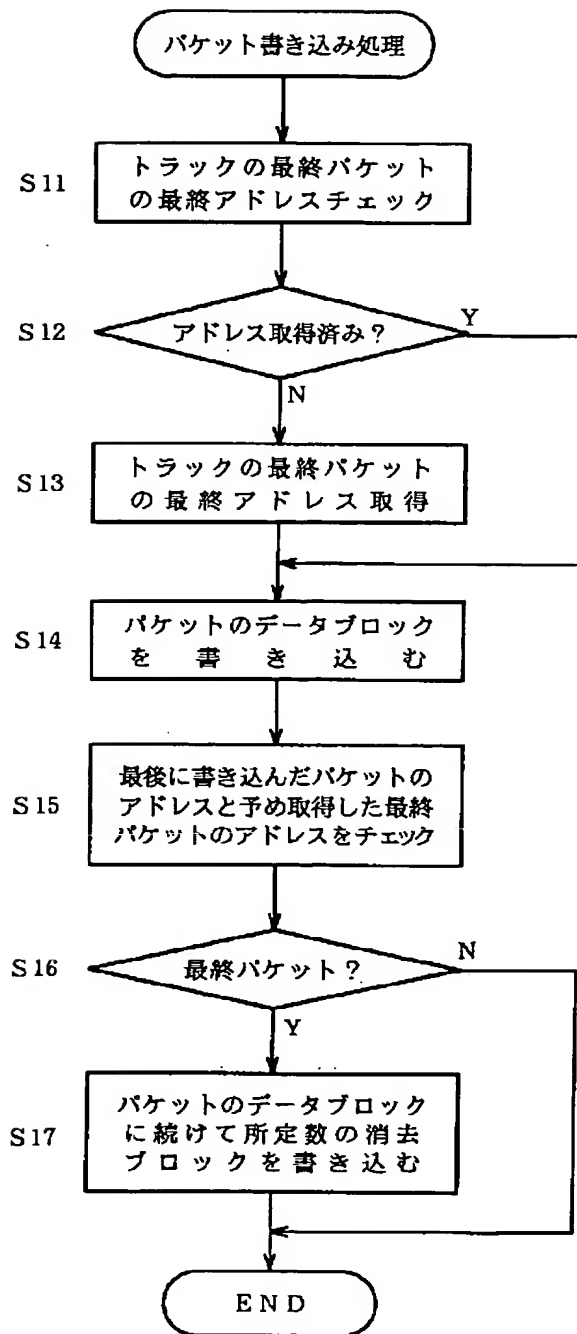 パケット書き込み処理
S11
トラックの最終パケット
の最終アドレスチェック
S12
アドレス取得済み?
Y
N
S13
トラックの最終パケット
の最終アドレス取得
S14
パケットのデータブロック
を書き込む
S15
最後に書き込んだパケットの
アドレスと予め取得した最終
パケットのアドレスをチェック
S16
最終パケット?
N
Y
S17
パケットのデータブロック
に続けて所定数の消去
ブロックを書き込む
END